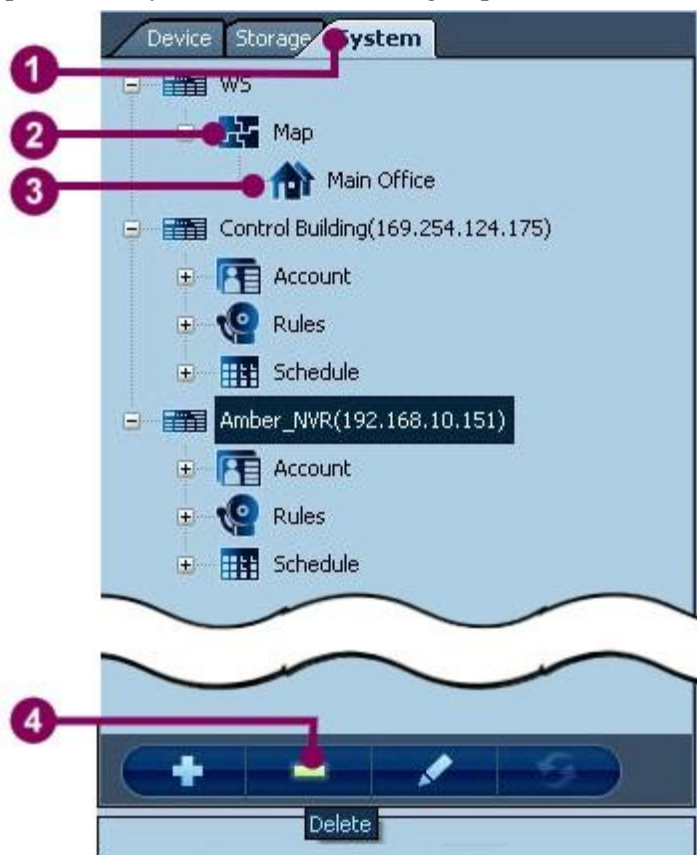 Device Storage System
1
WS
2
Map
3
Main Office
Control Building(169.254.124.175)
Account
Rules
Schedule
Amber_NVR(192.168.10.151)
Account
Rules
Schedule
4
Delete